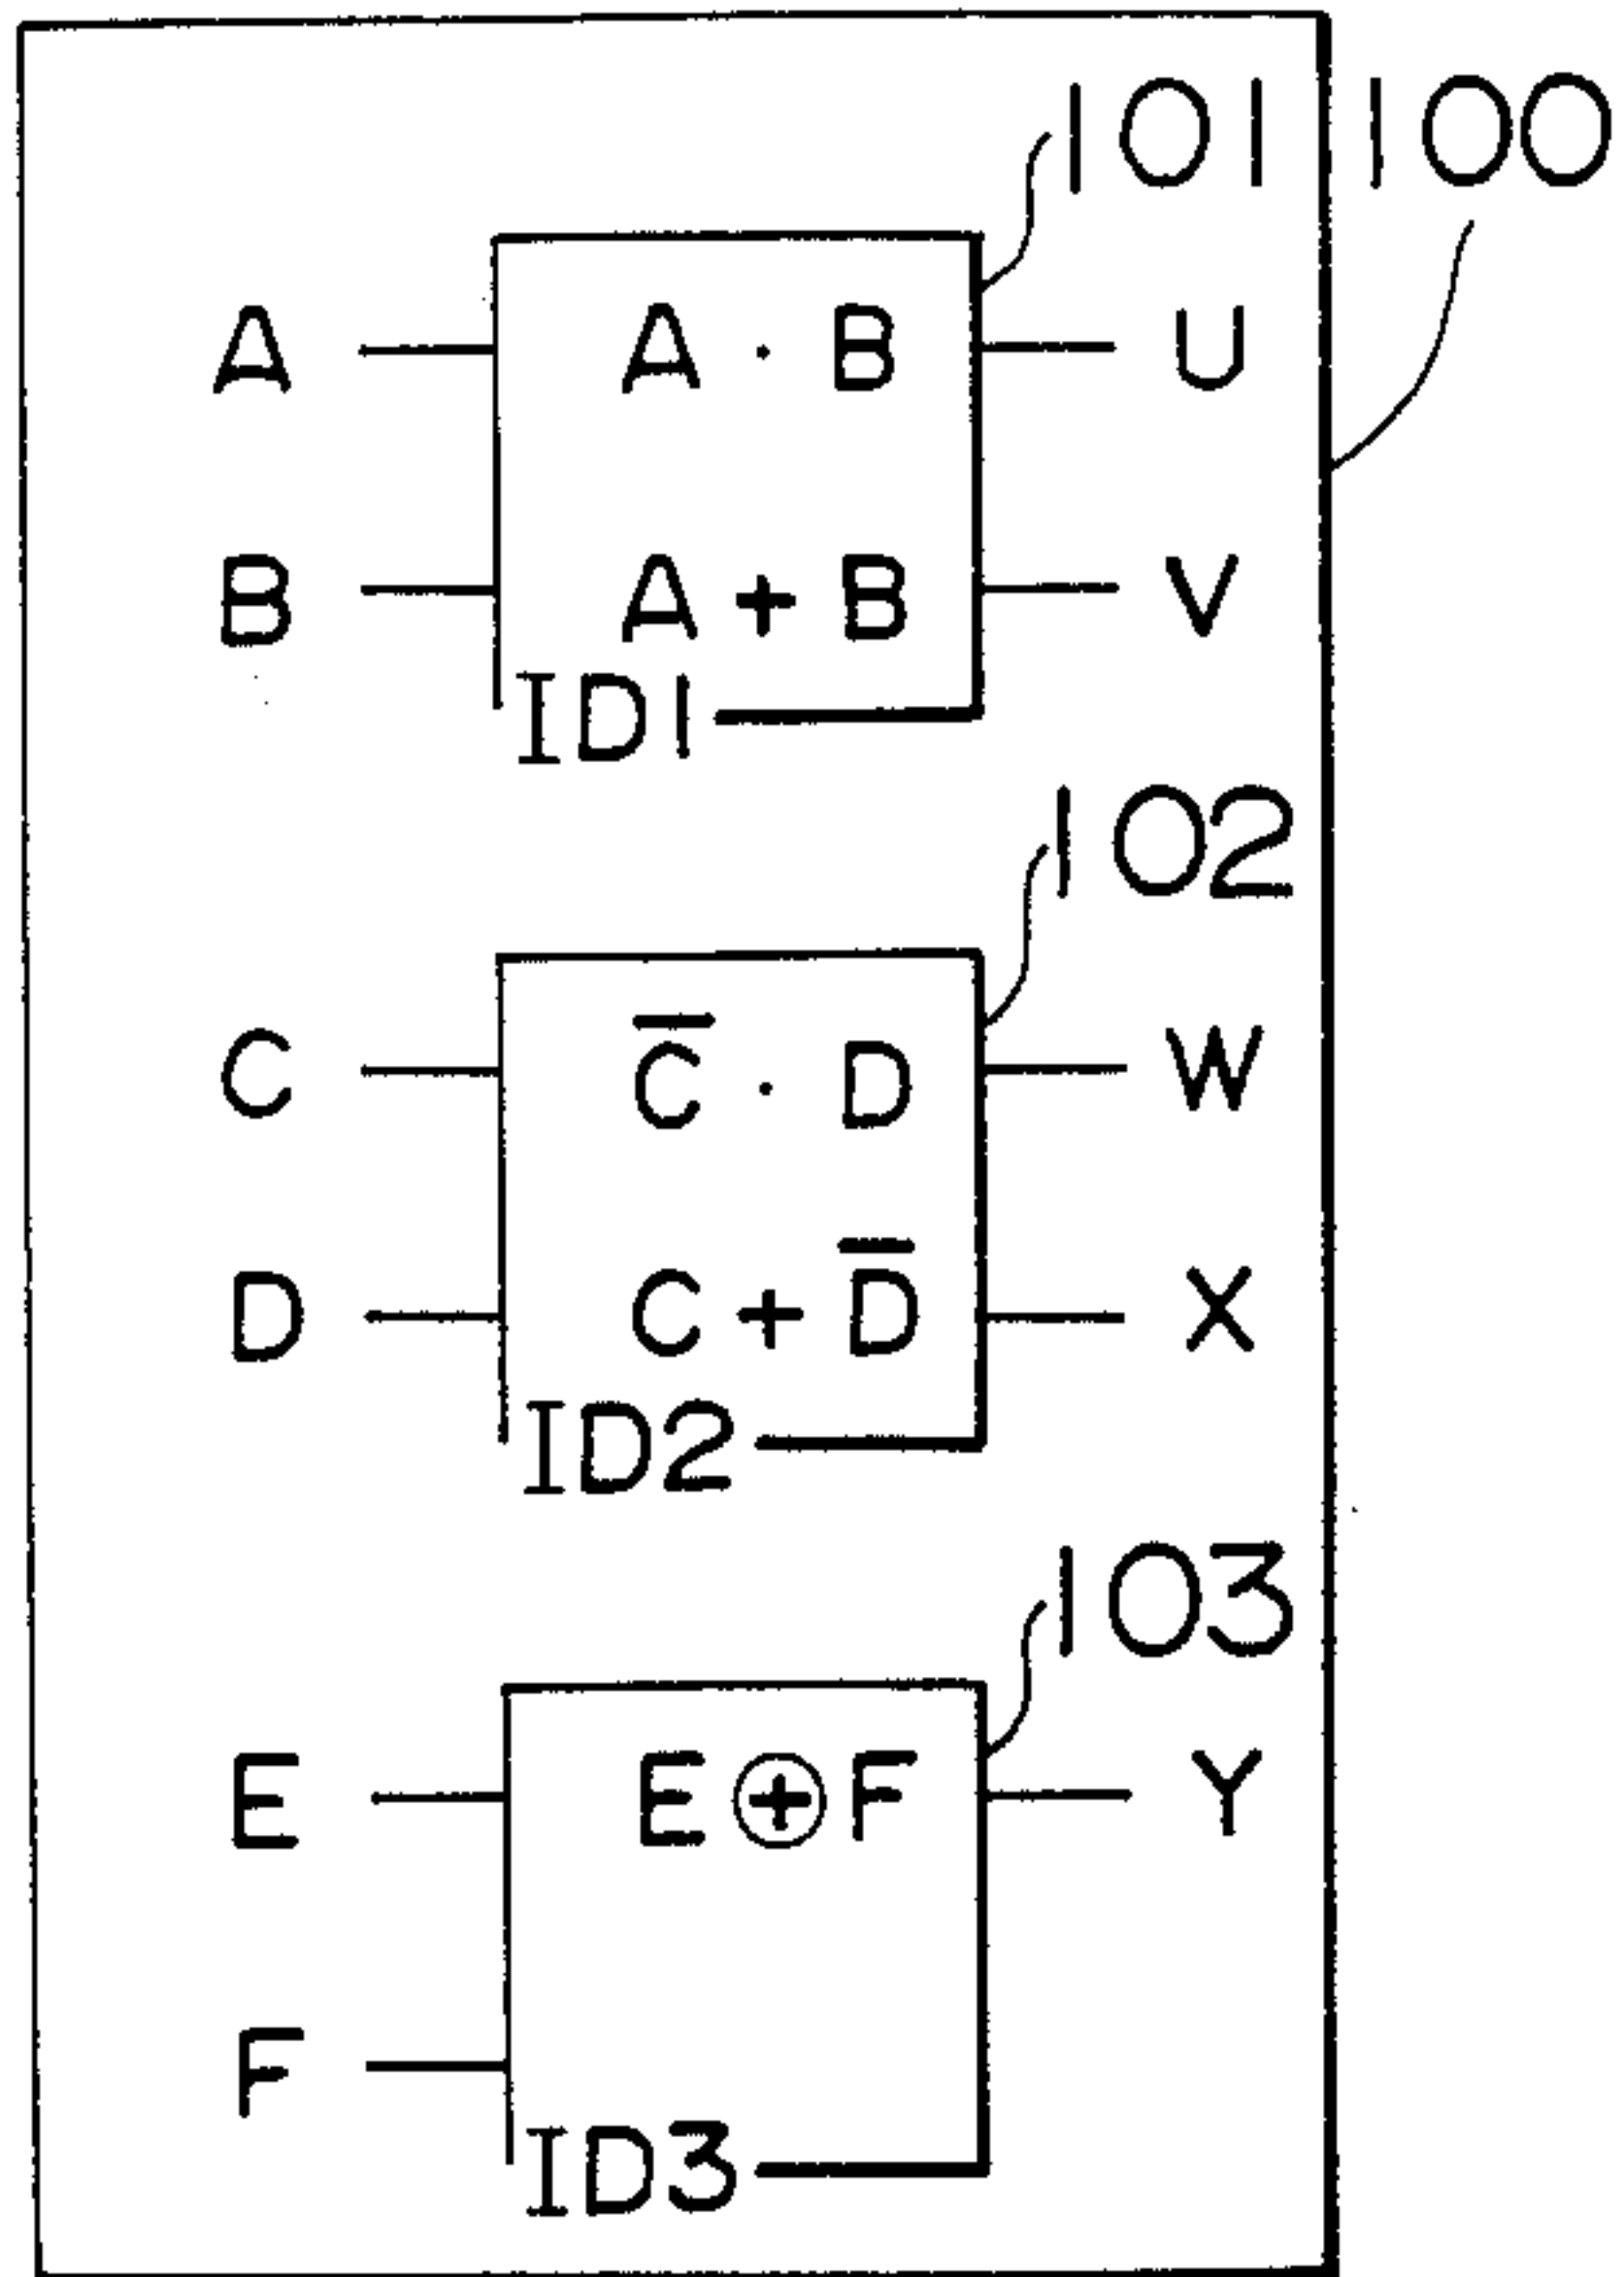 101 100
A A · B U
B A + B V
ID1
102
C C̅ · D W
D C + D̅ X
ID2
103
E E ⊕ F Y
F
ID3